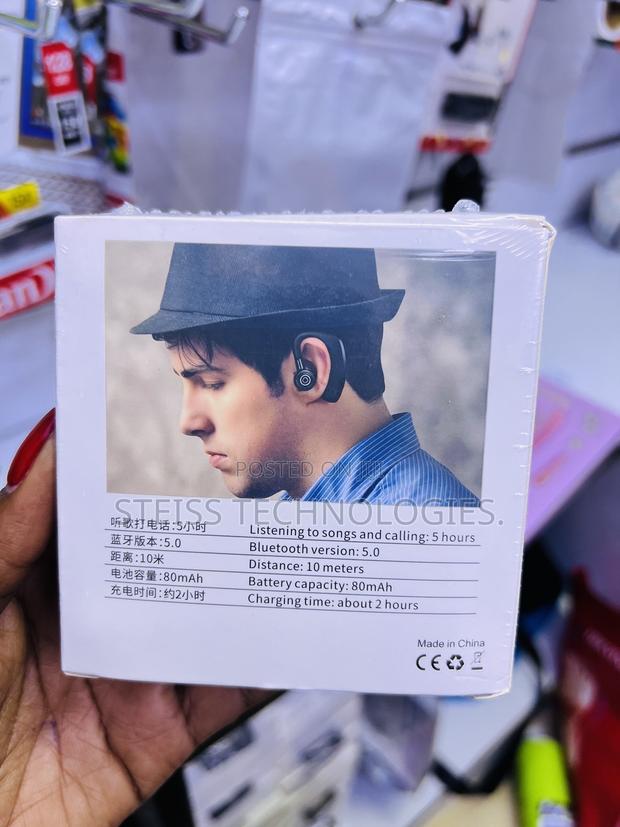 POSTED ON
STEISS TECHNOLOGIES.
听歌打电话:5小时
Listening to songs and calling: 5 hours
蓝牙版本:5.0
Bluetooth version: 5.0
距离:10米
Distance: 10 meters
电池容量:80mAh
Battery capacity: 80mAh
充电时间:约2小时
Charging time: about 2 hours
Made in China
CE